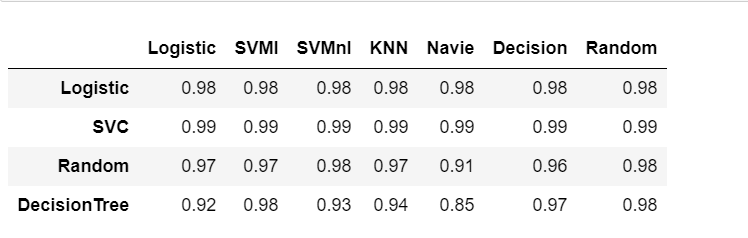 Logistic SVMl SVMnl KNN Navie Decision Random
Logistic 0.98 0.98 0.98 0.98 0.98 0.98 0.98
SVC 0.99 0.99 0.99 0.99 0.99 0.99 0.99
Random 0.97 0.97 0.98 0.97 0.91 0.96 0.98
DecisionTree 0.92 0.98 0.93 0.94 0.85 0.97 0.98